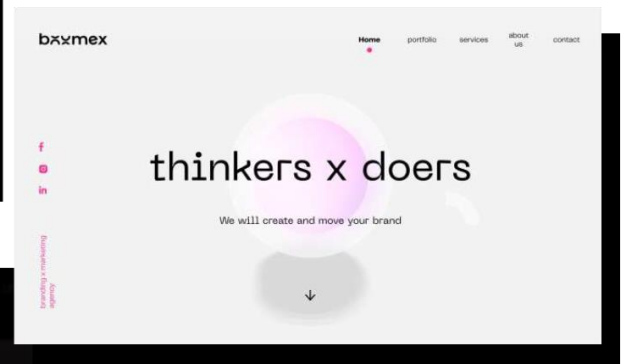 bxxmex
Home portfolio services about us contact
thinkers x doers
We will create and move your brand
branding x marketing
agency